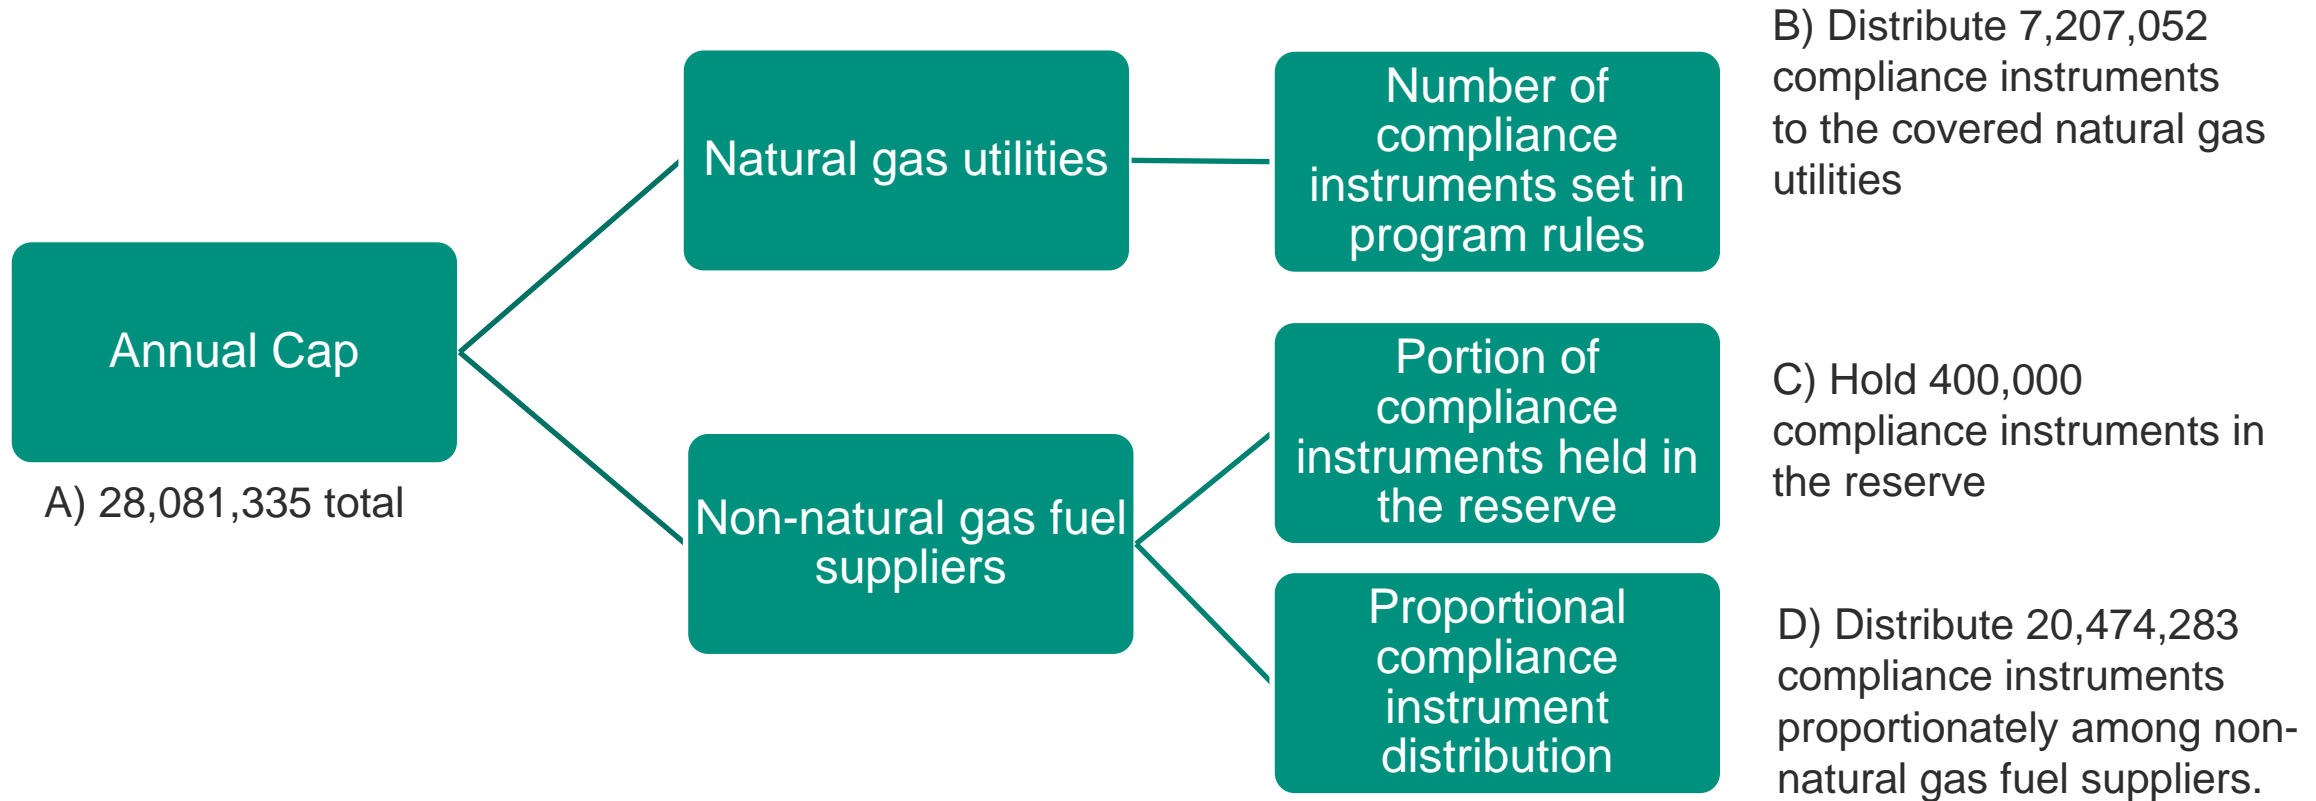 Annual Cap
A) 28,081,335 total
Natural gas utilities
Non-natural gas fuel
suppliers
Number of
compliance
instruments set in
program rules
Portion of
compliance
instruments held in
the reserve
Proportional
compliance
instrument
distribution
B) Distribute 7,207,052
compliance instruments
to the covered natural gas
utilities
C) Hold 400,000
compliance instruments in
the reserve
D) Distribute 20,474,283
compliance instruments
proportionately among non-
natural gas fuel suppliers.